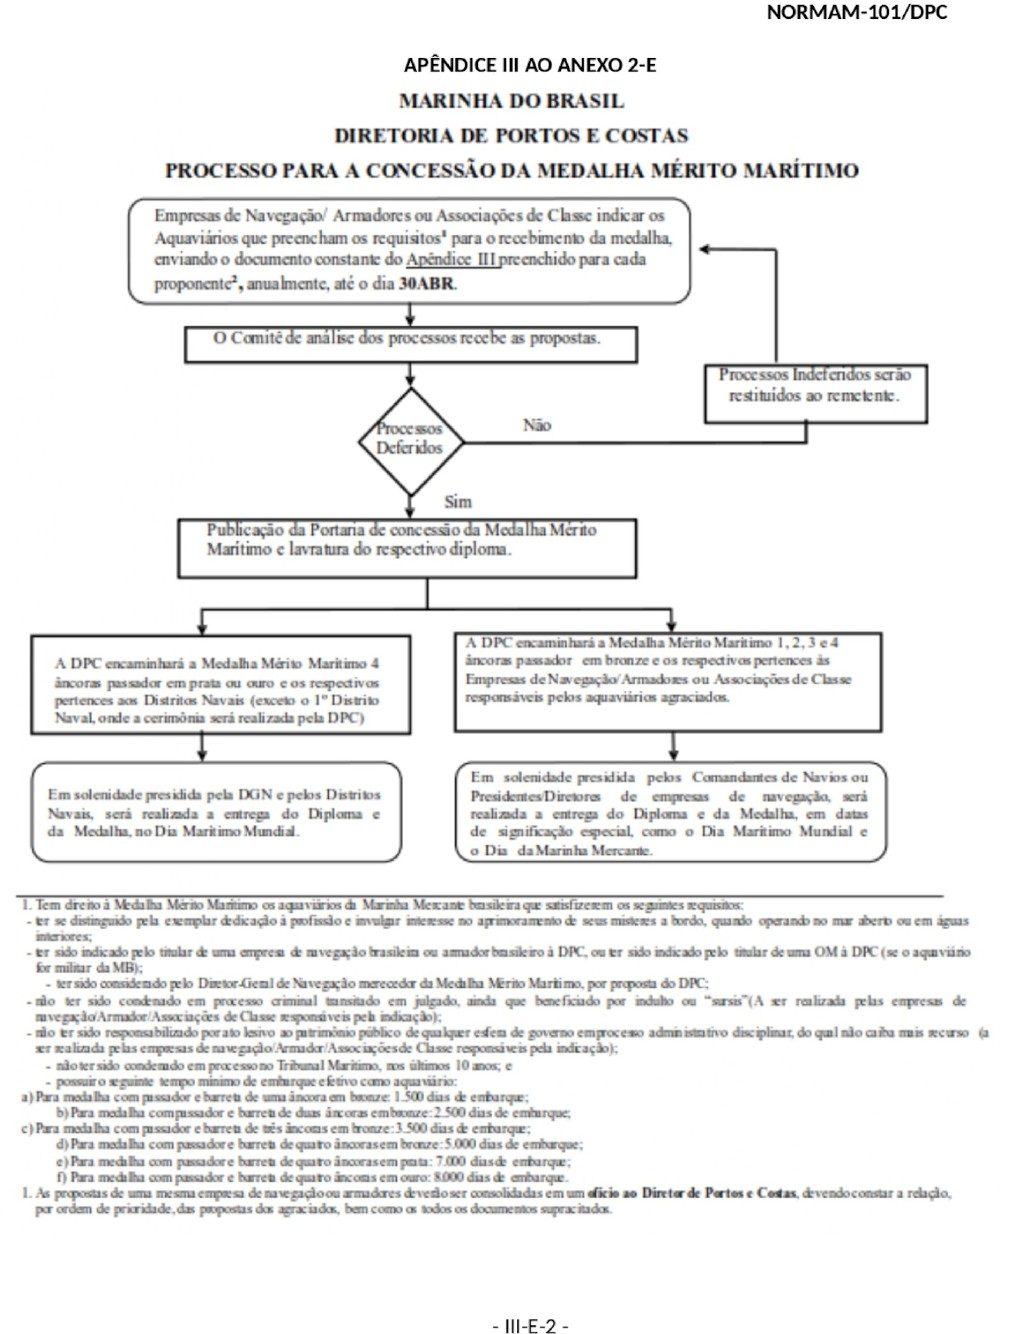 NORMAM-101/DPC
APÊNDICE III AO ANEXO 2-E
MARINHA DO BRASIL
DIRETORIA DE PORTOS E COSTAS
PROCESSO PARA A CONCESSÃO DA MEDALHA MÉRITO MARÍTIMO
Empresas de Navegação/ Armadores ou Associações de Classe indicar os
Aquaviários que preencham os requisitos¹ para o recebimento da medalha,
enviando o documento constante do Apêndice III preenchido para cada
proponente², anualmente, até o dia 30ABR.
O Comitê de análise dos processos recebe as propostas.
Processos Indeferidos serão
restituídos ao remetente.
Processos
Deferidos
Não
Sim
Publicação da Portaria de concessão da Medalha Mérito
Marítimo e lavratura do respectivo diploma.
A DPC encaminhará a Medalha Mérito Marítimo 4
âncoras passador em prata ou ouro e os respectivos
pertences aos Distritos Navais (exceto o 1º Distrito
Naval, onde a cerimônia será realizada pela DPC)
A DPC encaminhará a Medalha Mérito Marítimo 1, 2, 3 e 4
âncoras passador em bronze e os respectivos pertences às
Empresas de Navegação/Armadores ou Associações de Classe
responsáveis pelos aquaviários agraciados.
Em solenidade presidida pela DGN e pelos Distritos
Navais, será realizada a entrega do Diploma e
da Medalha, no Dia Marítimo Mundial.
Em solenidade presidida pelos Comandantes de Navios ou
Presidentes/Diretores de empresas de navegação, será
realizada a entrega do Diploma e da Medalha, em datas
de significação especial, como o Dia Marítimo Mundial e
o Dia da Marinha Mercante.
1. Tem direito à Medalha Mérito Marítimo os aquaviários da Marinha Mercante brasileira que satisfizerem os seguintes requisitos:
- ter se distinguido pela exemplar dedicação à profissão e invulgar interesse no aprimoramento de seus misteres a bordo, quando operando no mar aberto ou em águas
interiores;
- ter sido indicado pelo titular de uma empresa de navegação brasileira ou armador brasileiro à DPC, ou ter sido indicado pelo titular de uma OM à DPC (se o aquaviário
for militar da MB);
- ter sido considerado pelo Diretor-Geral de Navegação merecedor da Medalha Mérito Marítimo, por proposta do DPC;
- não ter sido condenado em processo criminal transitado em julgado, ainda que beneficiado por indulto ou “sursis”(A ser realizada pelas empresas de
navegação/Armador/Associações de Classe responsáveis pela indicação);
- não ter sido responsabilizado por ato lesivo ao patrimônio público de qualquer esfera de governo em processo administrativo disciplinar, do qual não caiba mais recurso (a
ser realizada pelas empresas de navegação/Armador/Associações de Classe responsáveis pela indicação);
- não ter sido condenado em processo no Tribunal Marítimo, nos últimos 10 anos; e
- possuir o seguinte tempo mínimo de embarque efetivo como aquaviário:
a) Para medalha com passador e barreta de uma âncora em bronze: 1.500 dias de embarque;
b) Para medalha com passador e barreta de duas âncoras em bronze: 2.500 dias de embarque;
c) Para medalha com passador e barreta de três âncoras em bronze: 3.500 dias de embarque;
d) Para medalha com passador e barreta de quatro âncoras em bronze: 5.000 dias de embarque;
e) Para medalha com passador e barreta de quatro âncoras em prata: 7.000 dias de embarque;
f) Para medalha com passador e barreta de quatro âncoras em ouro: 8.000 dias de embarque.
1. As propostas de uma mesma empresa de navegação ou armadores deverão ser consolidadas em um ofício ao Diretor de Portos e Costas, devendo constar a relação,
por ordem de prioridade, das propostas dos agraciados, bem como os todos os documentos supracitados.
- III-E-2 -